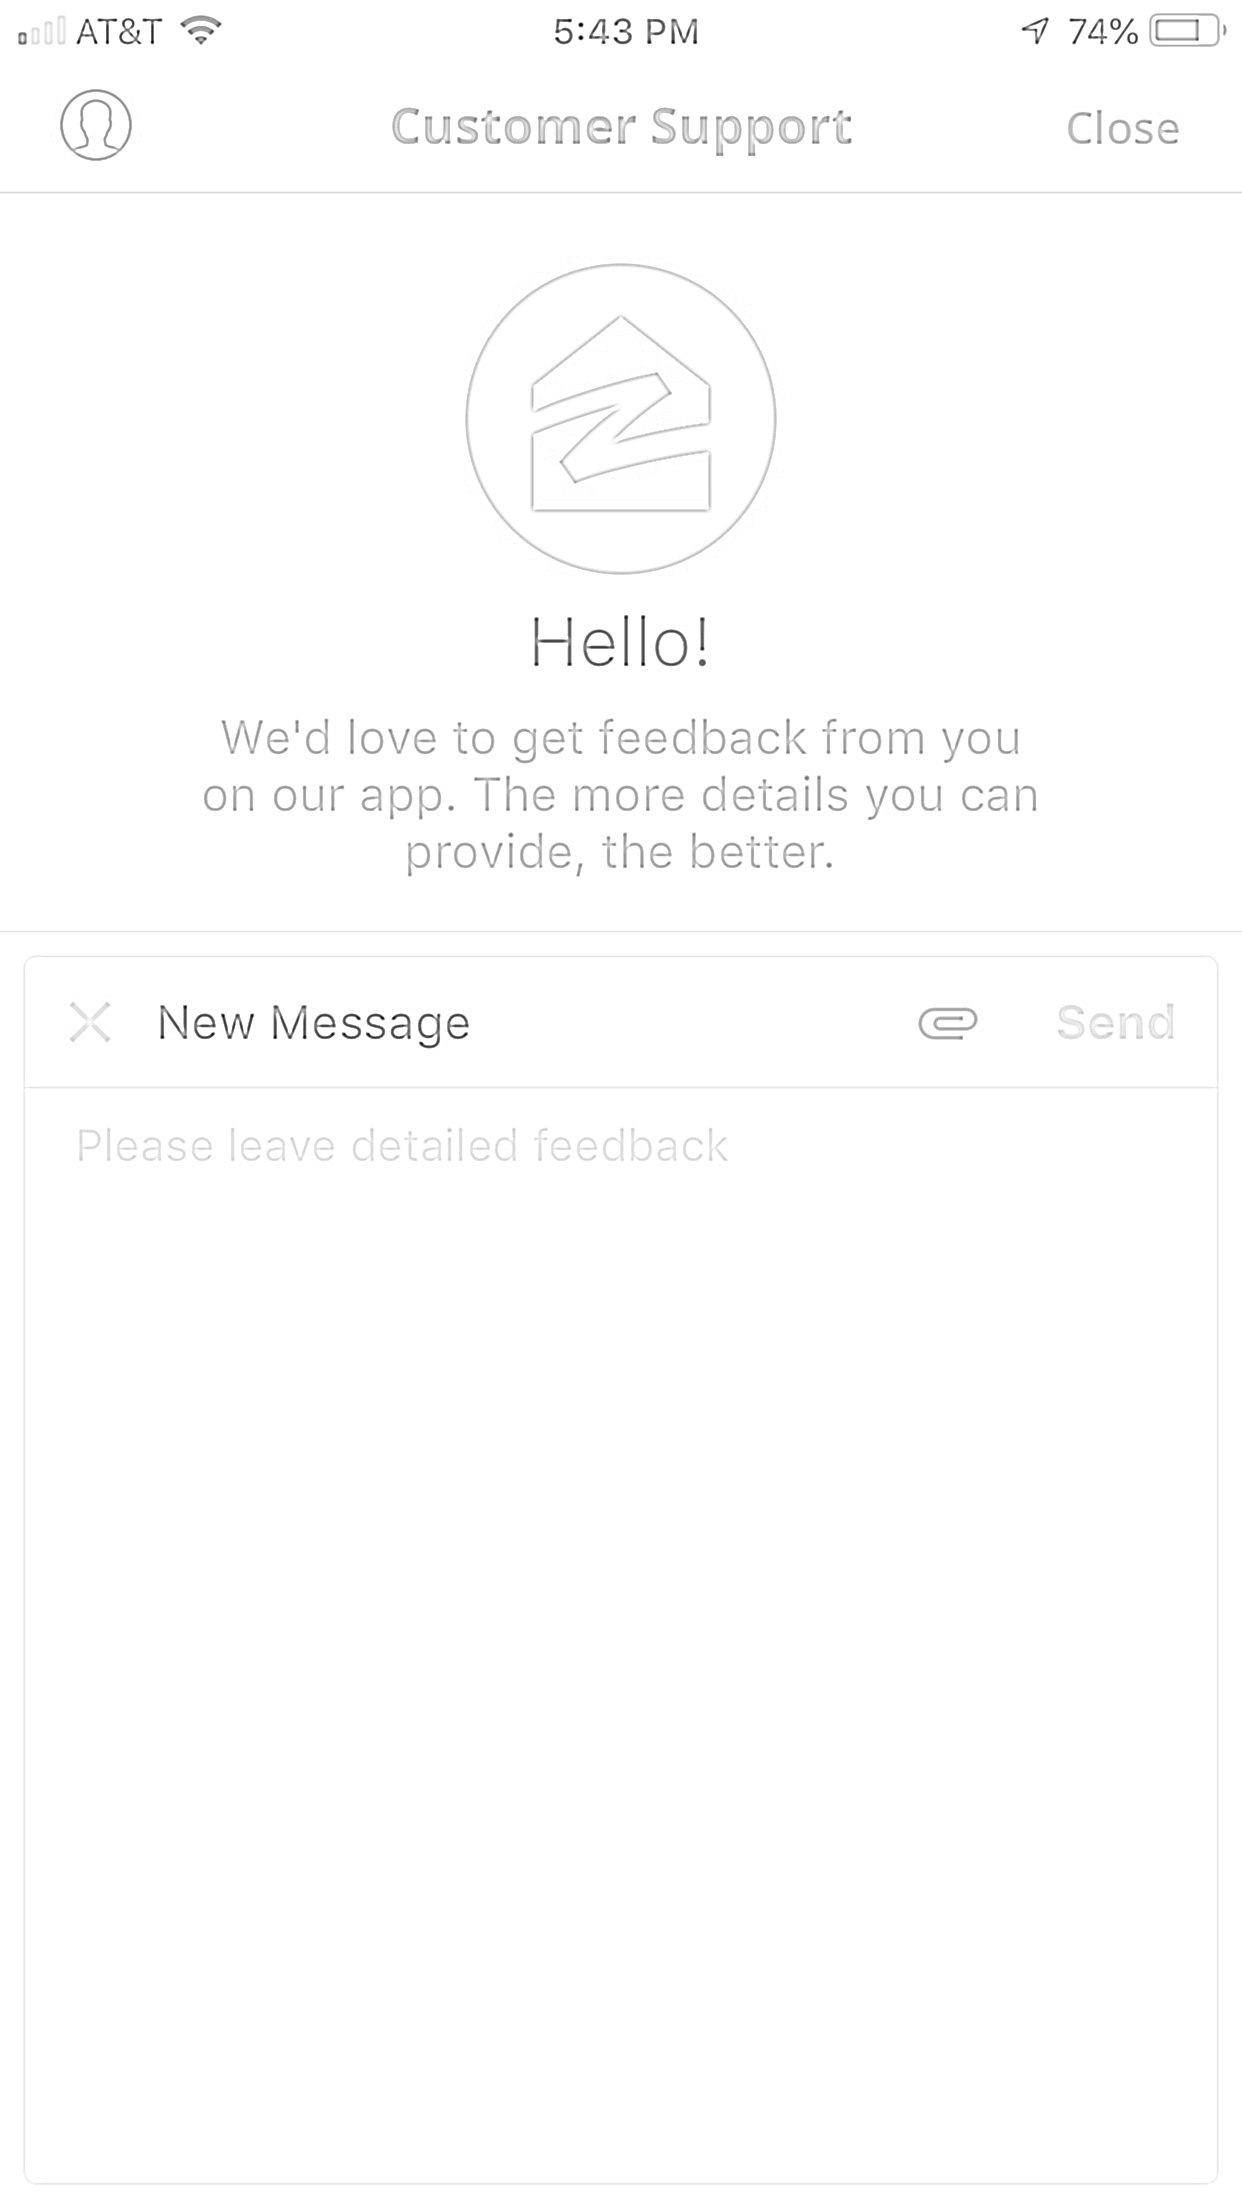 AT&T 5:43 PM 74%
Customer Support Close
Hello!
We'd love to get feedback from you
on our app. The more details you can
provide, the better.
New Message Send
Please leave detailed feedback